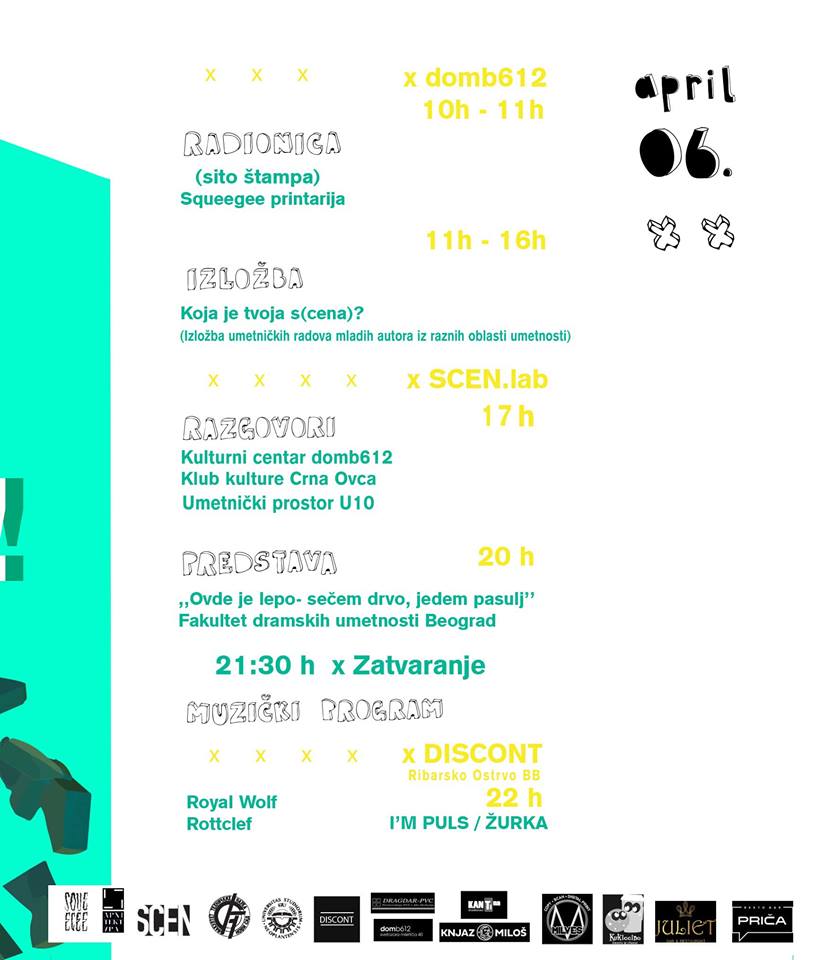 x x x x domb612
10h - 11h
april
06.
RADIONICA
(sito štampa)
Squeegee printarija
11h - 16h
x x
IZLOŽBA
Koja je tvoja s(cena)?
(Izložba umetničkih radova mladih autora iz raznih oblasti umetnosti)
x x x x x SCEN.lab
17h
RAZGOVORI
Kulturni centar domb612
Klub kulture Crna Ovca
Umetnički prostor U10
!
PREDSTAVA
20 h
,,Ovde je lepo- sečem drvo, jedem pasulj’’
Fakultet dramskih umetnosti Beograd
21:30 h x Zatvaranje
MUZIČKI PROGRAM
x x x x x DISCONT
Ribarsko Ostrvo BB
22 h
Royal Wolf
Rottclef
I’M PULS / ŽURKA
SQUE
EGEE
SCEN
DISCONT
DRAGDAR-PVC
domb612
KANT
KNJAZ MILOŠ
MILVES
Kukiccino
JULIET
PRIČA